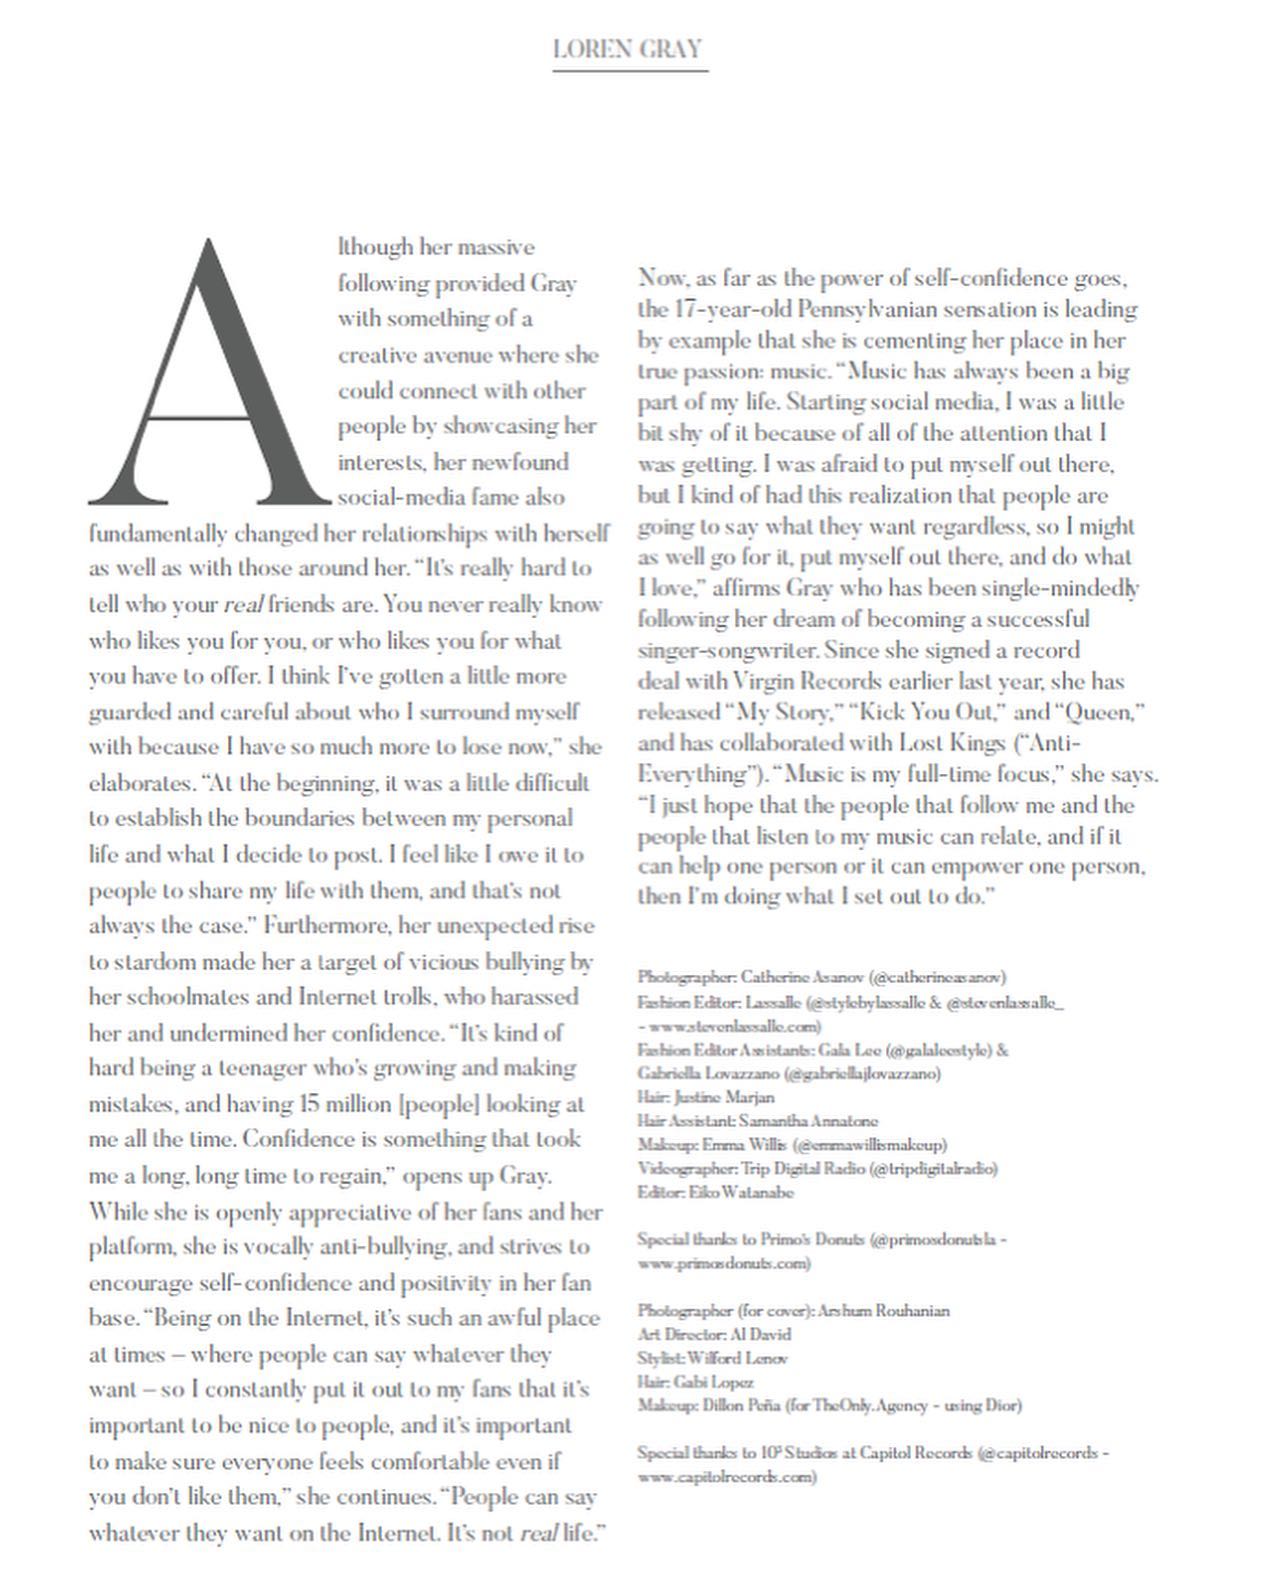 LOREN GRAY
Although her massive
following provided Gray
with something of a
creative avenue where she
could connect with other
people by showcasing her
interests, her newfound
social-media fame also
fundamentally changed her relationships with herself
as well as with those around her. “It’s really hard to
tell who your real friends are. You never really know
who likes you for you, or who likes you for what
you have to offer. I think I’ve gotten a little more
guarded and careful about who I surround myself
with because I have so much more to lose now,” she
elaborates. “At the beginning, it was a little difficult
to establish the boundaries between my personal
life and what I decide to post. I feel like I owe it to
people to share my life with them, and that’s not
always the case.” Furthermore, her unexpected rise
to stardom made her a target of vicious bullying by
her schoolmates and Internet trolls, who harassed
her and undermined her confidence. “It’s kind of
hard being a teenager who’s growing and making
mistakes, and having 15 million [people] looking at
me all the time. Confidence is something that took
me a long, long time to regain,” opens up Gray.
While she is openly appreciative of her fans and her
platform, she is vocally anti-bullying, and strives to
encourage self-confidence and positivity in her fan
base. “Being on the Internet, it’s such an awful place
at times – where people can say whatever they
want – so I constantly put it out to my fans that it’s
important to be nice to people, and it’s important
to make sure everyone feels comfortable even if
you don’t like them,” she continues. “People can say
whatever they want on the Internet. It’s not real life.”
Now, as far as the power of self-confidence goes,
the 17-year-old Pennsylvanian sensation is leading
by example that she is cementing her place in her
true passion: music. “Music has always been a big
part of my life. Starting social media, I was a little
bit shy of it because of all of the attention that I
was getting. I was afraid to put myself out there,
but I kind of had this realization that people are
going to say what they want regardless, so I might
as well go for it, put myself out there, and do what
I love,” affirms Gray who has been single-mindedly
following her dream of becoming a successful
singer-songwriter. Since she signed a record
deal with Virgin Records earlier last year, she has
released “My Story,” “Kick You Out,” and “Queen,”
and has collaborated with Lost Kings (“Anti-
Everything”). “Music is my full-time focus,” she says.
“I just hope that the people that follow me and the
people that listen to my music can relate, and if it
can help one person or it can empower one person,
then I’m doing what I set out to do.”
Photographer: Catherine Asanov (@catherineasanov)
Fashion Editor: Lassalle (@stylebylassalle & @stevenlassalle_
- www.stevenlassalle.com)
Fashion Editor Assistants: Gala Lee (@galaleestyle) &
Gabriella Lovazzano (@gabriellajlovazzano)
Hair: Justine Marjan
Hair Assistant: Samantha Annatone
Makeup: Emma Willis (@emmawillismakeup)
Videographer: Trip Digital Radio (@tripdigitalradio)
Editor: Eiko Watanabe
Special thanks to Primo’s Donuts (@primosdonutsla -
www.primosdonuts.com)
Photographer (for cover): Arshum Rouhanian
Art Director: Al David
Stylist: Wilford Lenov
Hair: Gabi Lopez
Makeup: Dillon Peña (for TheOnly.Agency - using Dior)
Special thanks to 10³ Studios at Capitol Records (@capitolrecords -
www.capitolrecords.com)